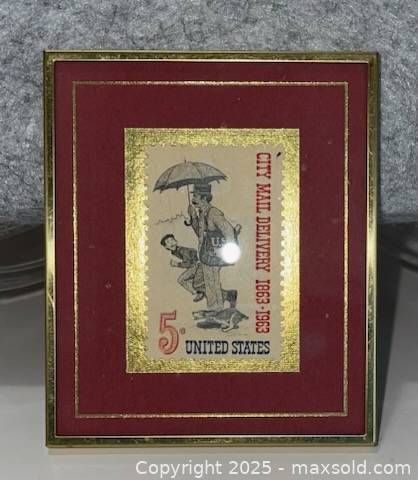 CITY MAIL DELIVERY 1863-1963
U.S.
5c
UNITED STATES
Copyright © 2025 - maxsold.com